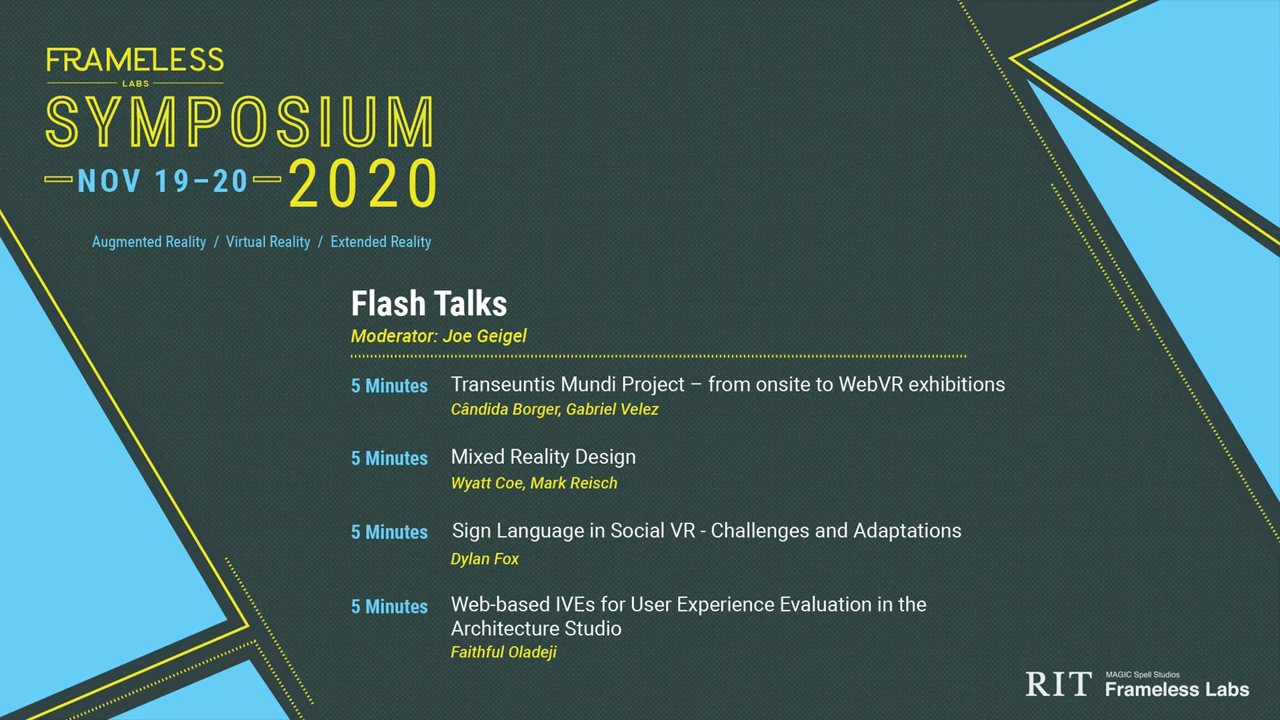 FRAMELESS
LABS
SYMPOSIUM
NOV 19–20 2020
Augmented Reality / Virtual Reality / Extended Reality
Flash Talks
Moderator: Joe Geigel
5 Minutes Transeuntis Mundi Project – from onsite to WebVR exhibitions
Cândida Borger, Gabriel Velez
5 Minutes Mixed Reality Design
Wyatt Coe, Mark Reisch
5 Minutes Sign Language in Social VR - Challenges and Adaptations
Dylan Fox
5 Minutes Web-based IVEs for User Experience Evaluation in the
Architecture Studio
Faithful Oladeji
RIT MAGIC Spell Studios
Frameless Labs